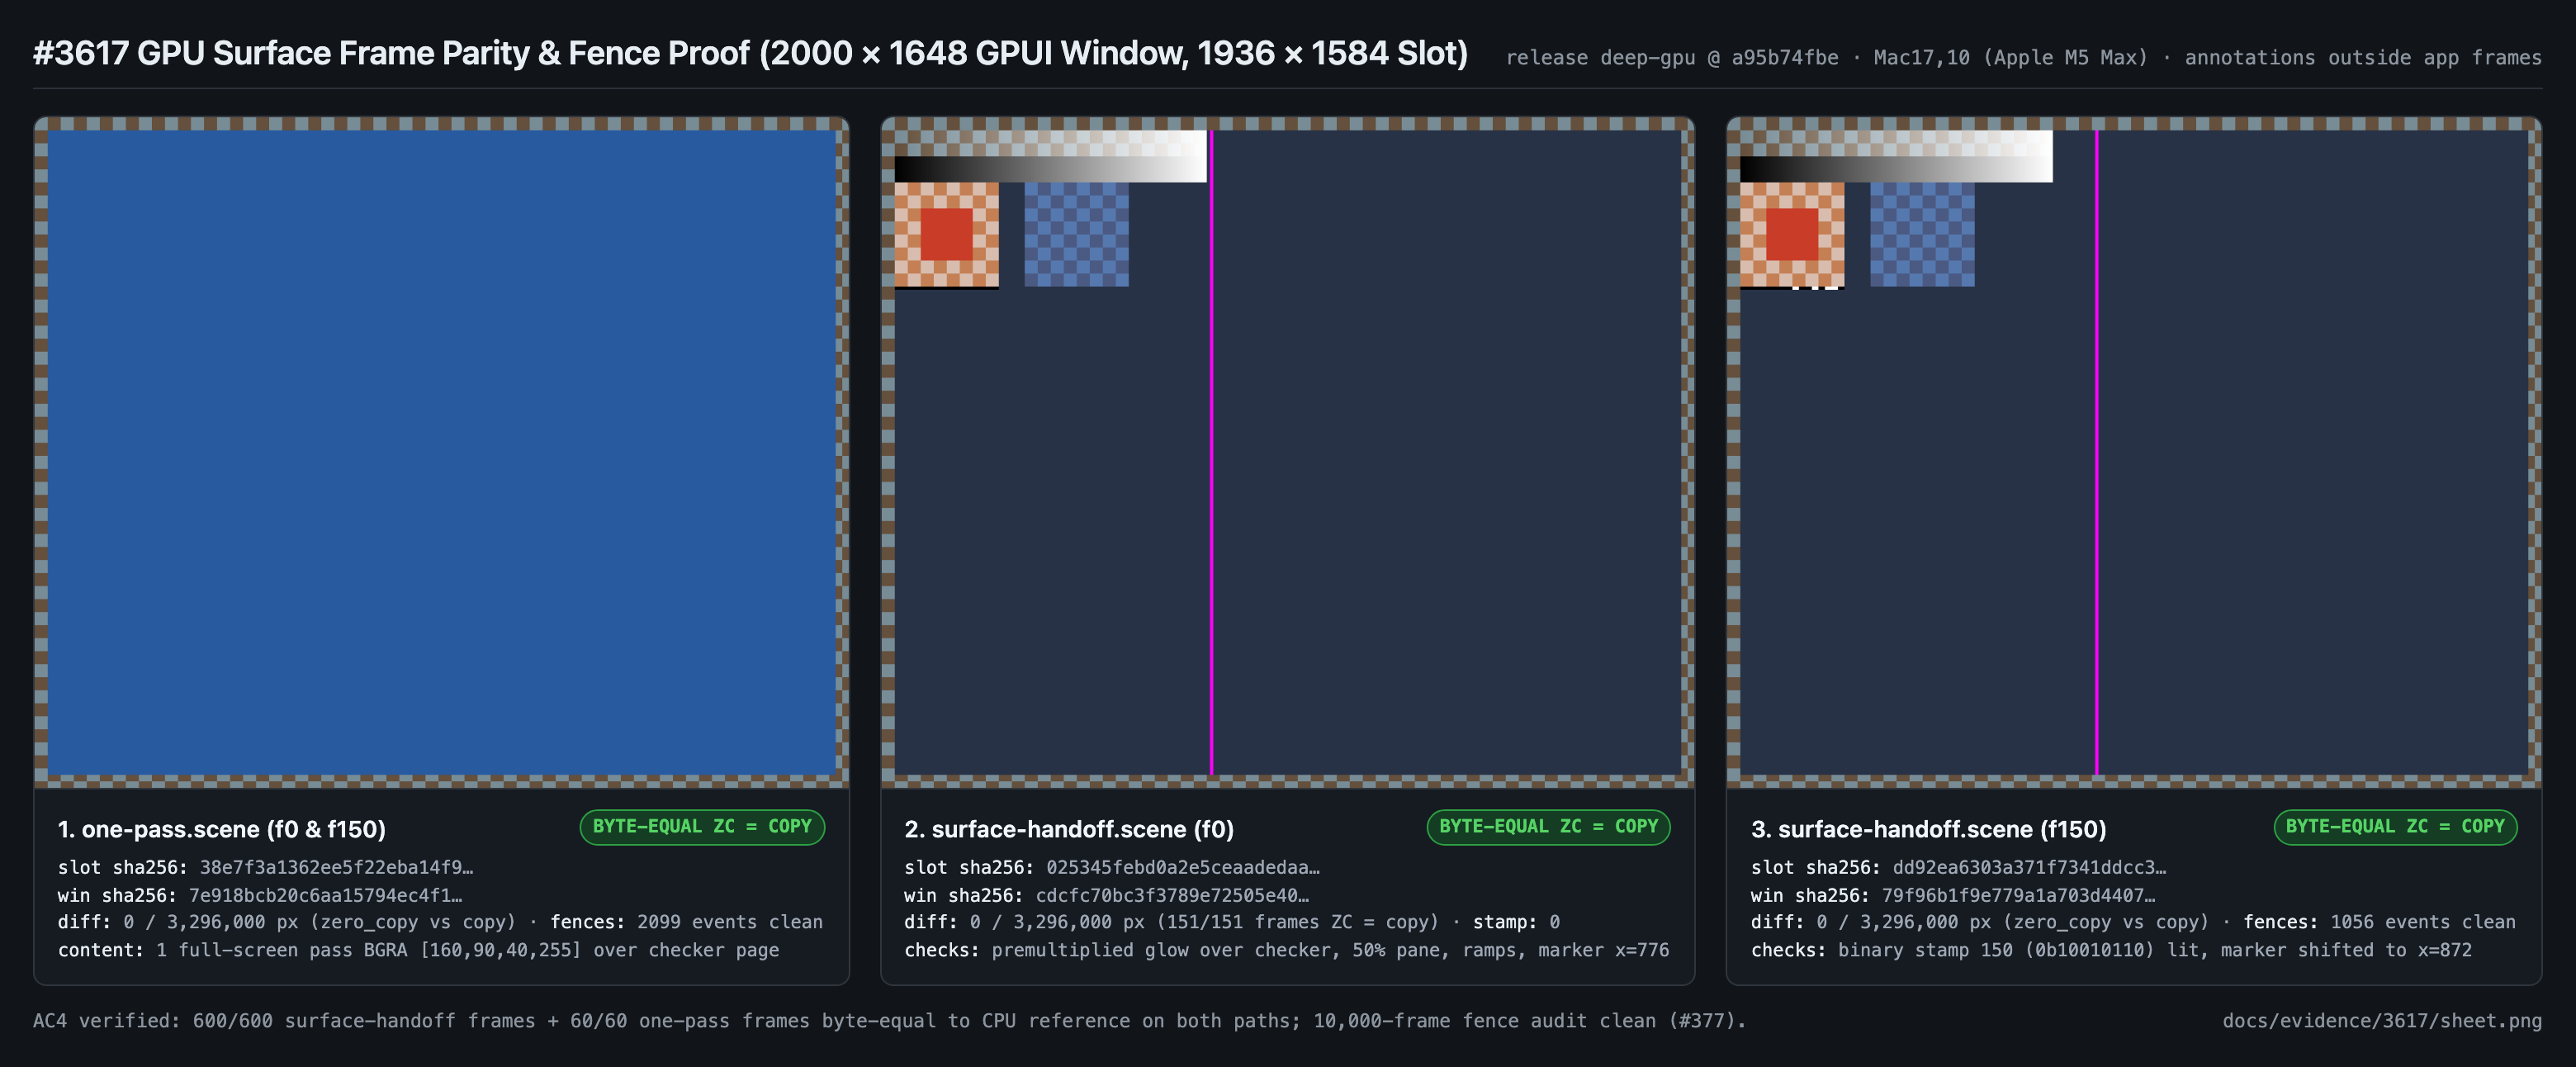 #3617 GPU Surface Frame Parity & Fence Proof (2000 × 1648 GPUI Window, 1936 × 1584 Slot)
release deep-gpu @ a95b74fbe · Mac17,10 (Apple M5 Max) · annotations outside app frames
1. one-pass.scene (f0 & f150)
BYTE-EQUAL ZC = COPY
slot sha256: 38e7f3a1362ee5f22eba14f9…
win sha256: 7e918bcb20c6aa15794ec4f1…
diff: 0 / 3,296,000 px (zero_copy vs copy) · fences: 2099 events clean
content: 1 full-screen pass BGRA [160,90,40,255] over checker page
2. surface-handoff.scene (f0)
BYTE-EQUAL ZC = COPY
slot sha256: 025345febd0a2e5ceaadedaa…
win sha256: cdcfc70bc3f3789e72505e40…
diff: 0 / 3,296,000 px (151/151 frames ZC = copy) · stamp: 0
checks: premultiplied glow over checker, 50% pane, ramps, marker x=776
3. surface-handoff.scene (f150)
BYTE-EQUAL ZC = COPY
slot sha256: dd92ea6303a371f7341ddcc3…
win sha256: 79f96b1f9e779a1a703d4407…
diff: 0 / 3,296,000 px (zero_copy vs copy) · fences: 1056 events clean
checks: binary stamp 150 (0b10010110) lit, marker shifted to x=872
AC4 verified: 600/600 surface-handoff frames + 60/60 one-pass frames byte-equal to CPU reference on both paths; 10,000-frame fence audit clean (#377).
docs/evidence/3617/sheet.png